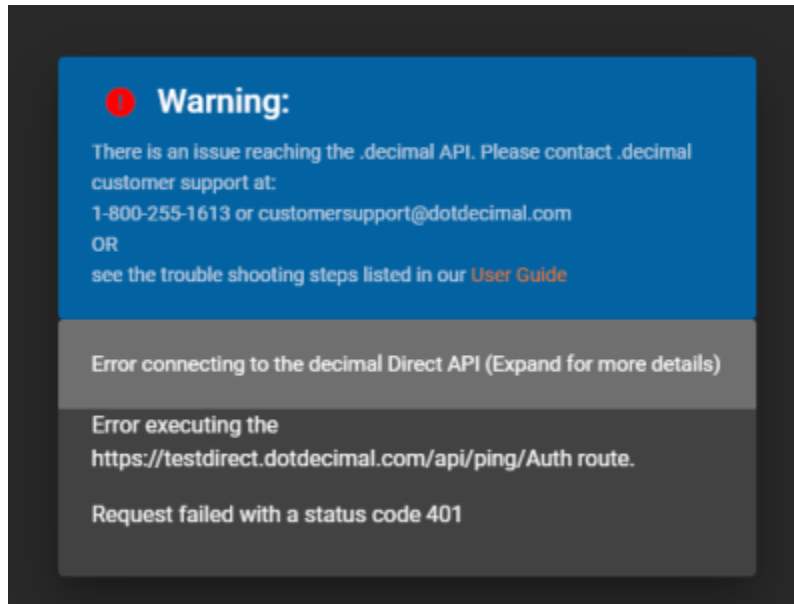 Warning:
There is an issue reaching the .decimal API. Please contact .decimal
customer support at:
1-800-255-1613 or customersupport@dotdecimal.com
OR
see the trouble shooting steps listed in our User Guide
Error connecting to the decimal Direct API (Expand for more details)
Error executing the
https://testdirect.dotdecimal.com/api/ping/Auth route.
Request failed with a status code 401